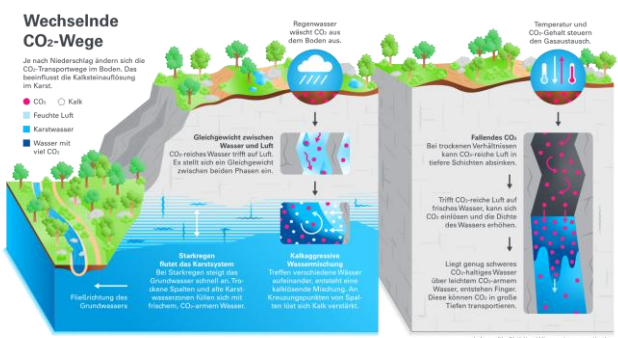 Wechselnde
CO₂-Wege
Je nach Niederschlag ändern sich die
CO₂-Transportwege im Boden. Das
beeinflusst die Kalksteinauflösung
im Karst.
CO₂
Kalk
Feuchte Luft
Karstwasser
Wasser mit
viel CO₂
Regenwasser
wäscht CO₂ aus
dem Boden aus.
Gleichgewicht zwischen
Wasser und Luft
CO₂-reiches Wasser trifft auf Luft.
Es stellt sich ein Gleichgewicht
zwischen beiden Phasen ein.
Starkregen
flutet das Karstsystem
Bei Starkregen steigt das
Grundwasser schnell an. Tro-
ckene Spalten und alte Karst-
wasserzonen füllen sich mit
frischem, CO₂-armem Wasser.
Kalkaggressive
Wassermischung
Treffen verschiedene Wässer
aufeinander, entsteht eine
kalklösende Mischung. An
Kreuzungspunkten von Spal-
ten löst sich Kalk verstärkt.
Fließrichtung des
Grundwassers
Temperatur und
CO₂-Gehalt steuern
den Gasaustausch.
Fallendes CO₂
Bei trockenen Verhältnissen
kann CO₂-reiche Luft in
tiefere Schichten absinken.
Trifft CO₂-reiche Luft auf
frisches Wasser, kann sich
CO₂ einlösen und die Dichte
des Wassers erhöhen.
Liegt genug schweres
CO₂-haltiges Wasser
über leichtem CO₂-armem
Wasser, entstehen Finger.
Diese können CO₂ in große
Tiefen transportieren.